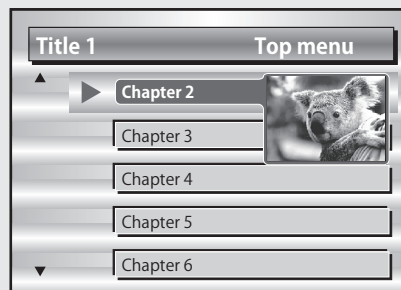 Title 1 Top menu
Chapter 2
Chapter 3
Chapter 4
Chapter 5
Chapter 6